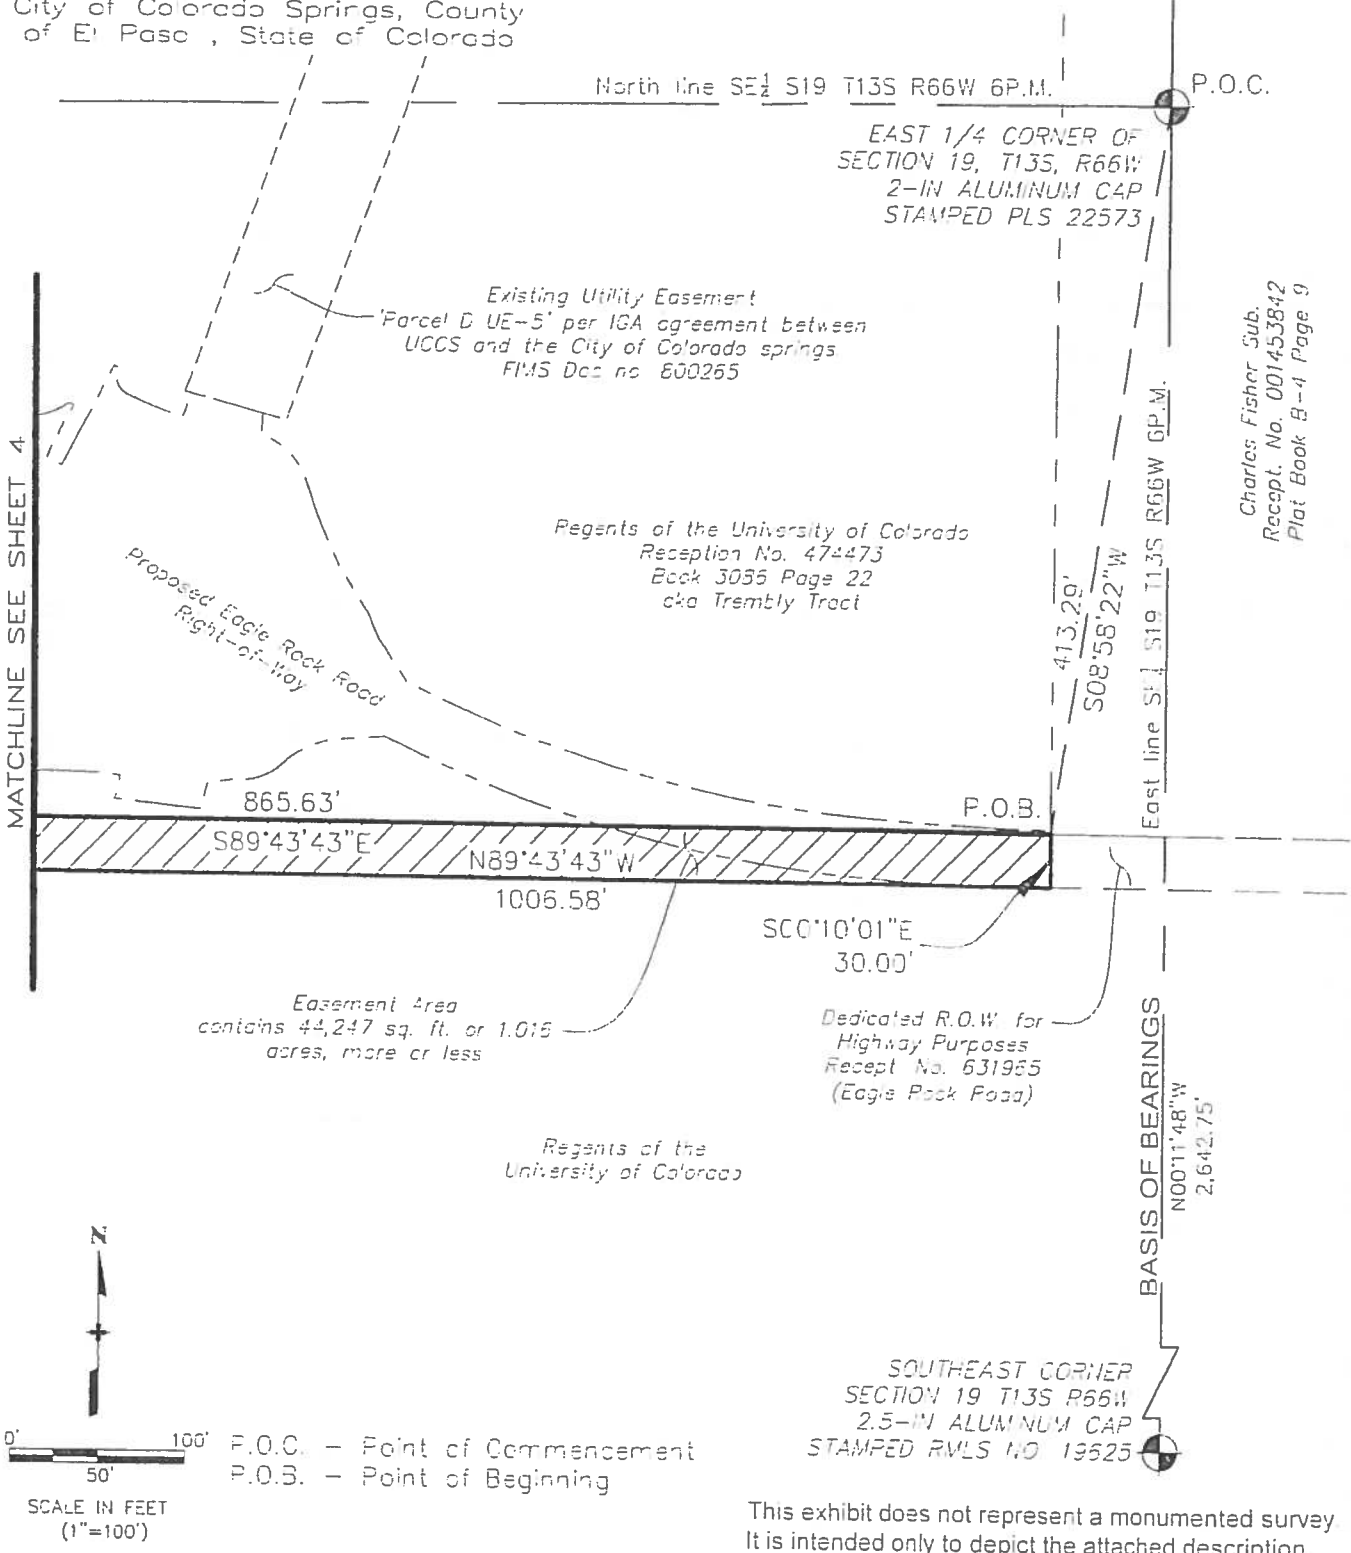 City of Colorado Springs, County
of El Paso , State of Colorado
North line SE¼ S19 T13S R66W 6P.M.
P.O.C.
EAST 1/4 CORNER OF
SECTION 19, T13S, R66W
2-IN ALUMINUM CAP
STAMPED PLS 22573
Existing Utility Easement
'Parcel D UE-5' per IGA agreement between
UCCS and the City of Colorado springs
FIMS Doc no 800265
Charles Fisher Sub.
Recept. No. 001453842
Plat Book B-4 Page 9
MATCHLINE SEE SHEET 4
Regents of the University of Colorado
Reception No. 474473
Book 3086 Page 22
aka Trembly Tract
Proposed Eagle Rock Road
Right-of-Way
413.29'
S08°58'22"W
East line SE¼ S19 T13S R66W 6P.M.
865.63'
P.O.B.
S89°43'43"E
N89°43'43"W
1006.58'
S00°10'01"E
30.00'
Easement Area
contains 44,247 sq. ft. or 1.016
acres, more or less
Dedicated R.O.W. for
Highway Purposes
Recept No. 631965
(Eagle Rock Road)
Regents of the
University of Colorado
BASIS OF BEARINGS
N00°11'48"W
2,642.75'
N
SOUTHEAST CORNER
SECTION 19 T13S R66W
2.5-IN ALUMINUM CAP
STAMPED RMLS NO 19625
0'
100'
50'
SCALE IN FEET
(1"=100')
P.O.C. – Point of Commencement
P.O.B. – Point of Beginning
This exhibit does not represent a monumented survey.
It is intended only to depict the attached description